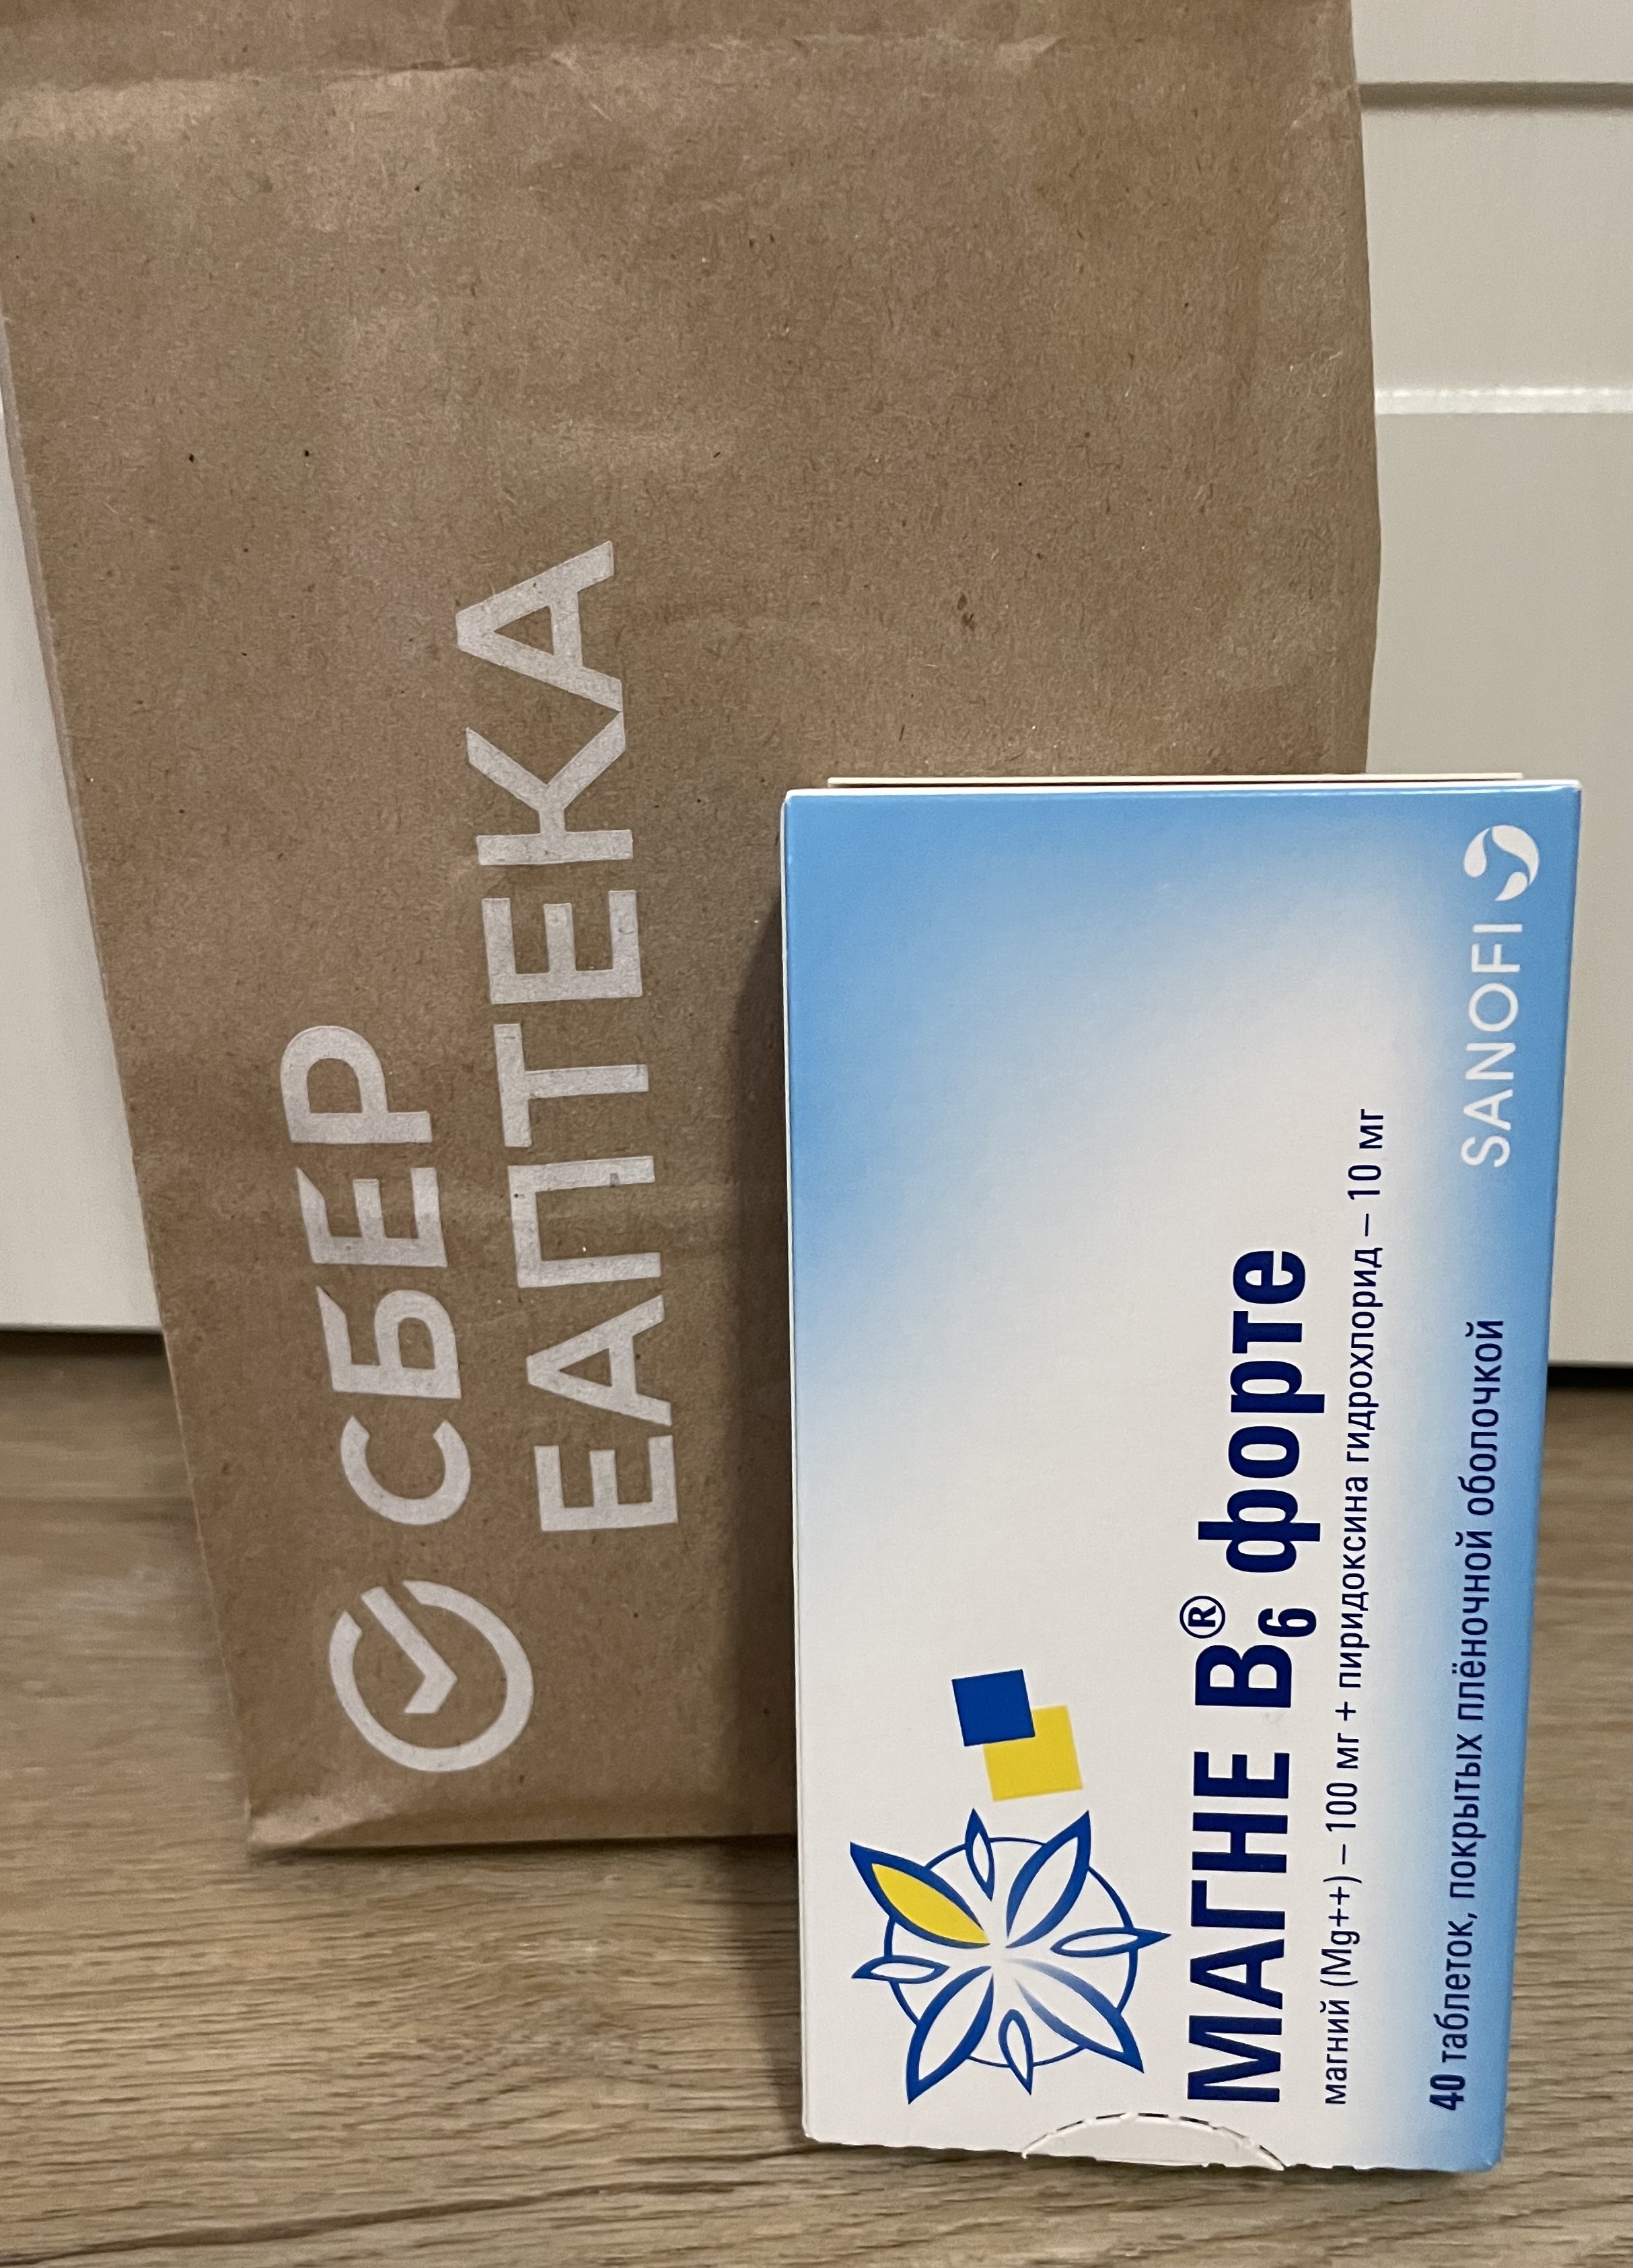 СБЕР
ЕАПТЕКА
МАГНЕ B₆® форте
магний (Mg++) – 100 мг + пиридоксина гидрохлорид – 10 мг
40 таблеток, покрытых плёночной оболочкой
SANOFI